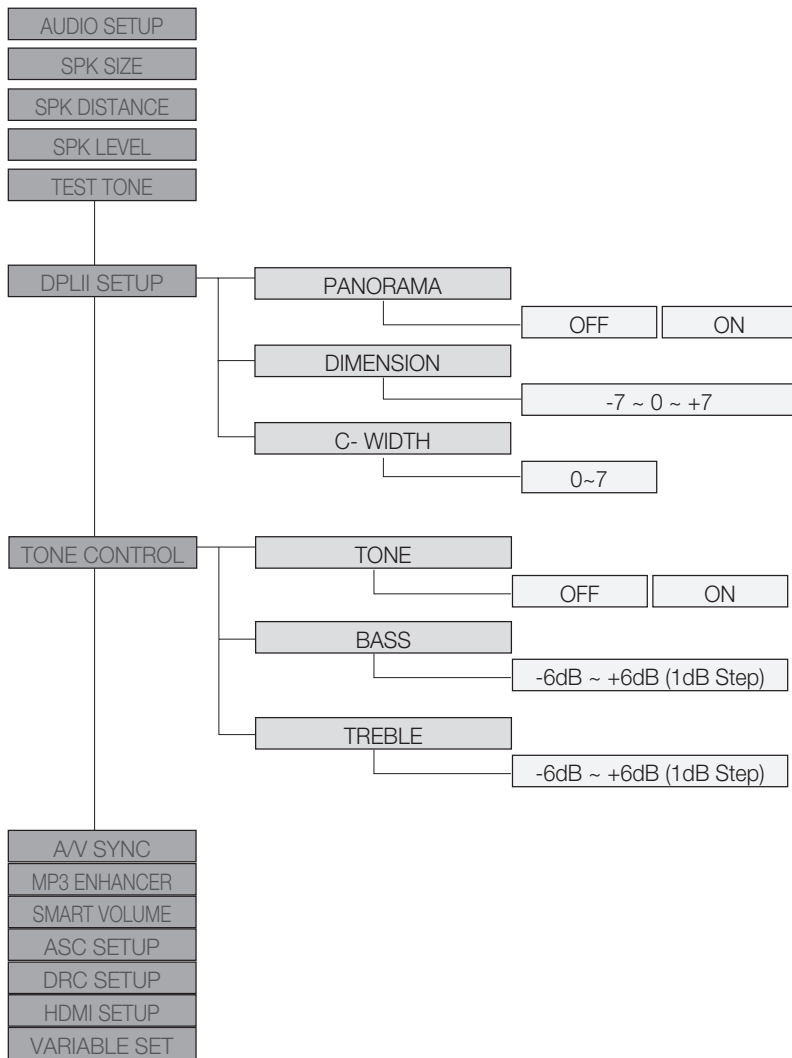 AUDIO SETUP
SPK SIZE
SPK DISTANCE
SPK LEVEL
TEST TONE
DPLII SETUP
PANORAMA
OFF
ON
DIMENSION
-7 ~ 0 ~ +7
C- WIDTH
0~7
TONE CONTROL
TONE
OFF
ON
BASS
-6dB ~ +6dB (1dB Step)
TREBLE
-6dB ~ +6dB (1dB Step)
A/V SYNC
MP3 ENHANCER
SMART VOLUME
ASC SETUP
DRC SETUP
HDMI SETUP
VARIABLE SET